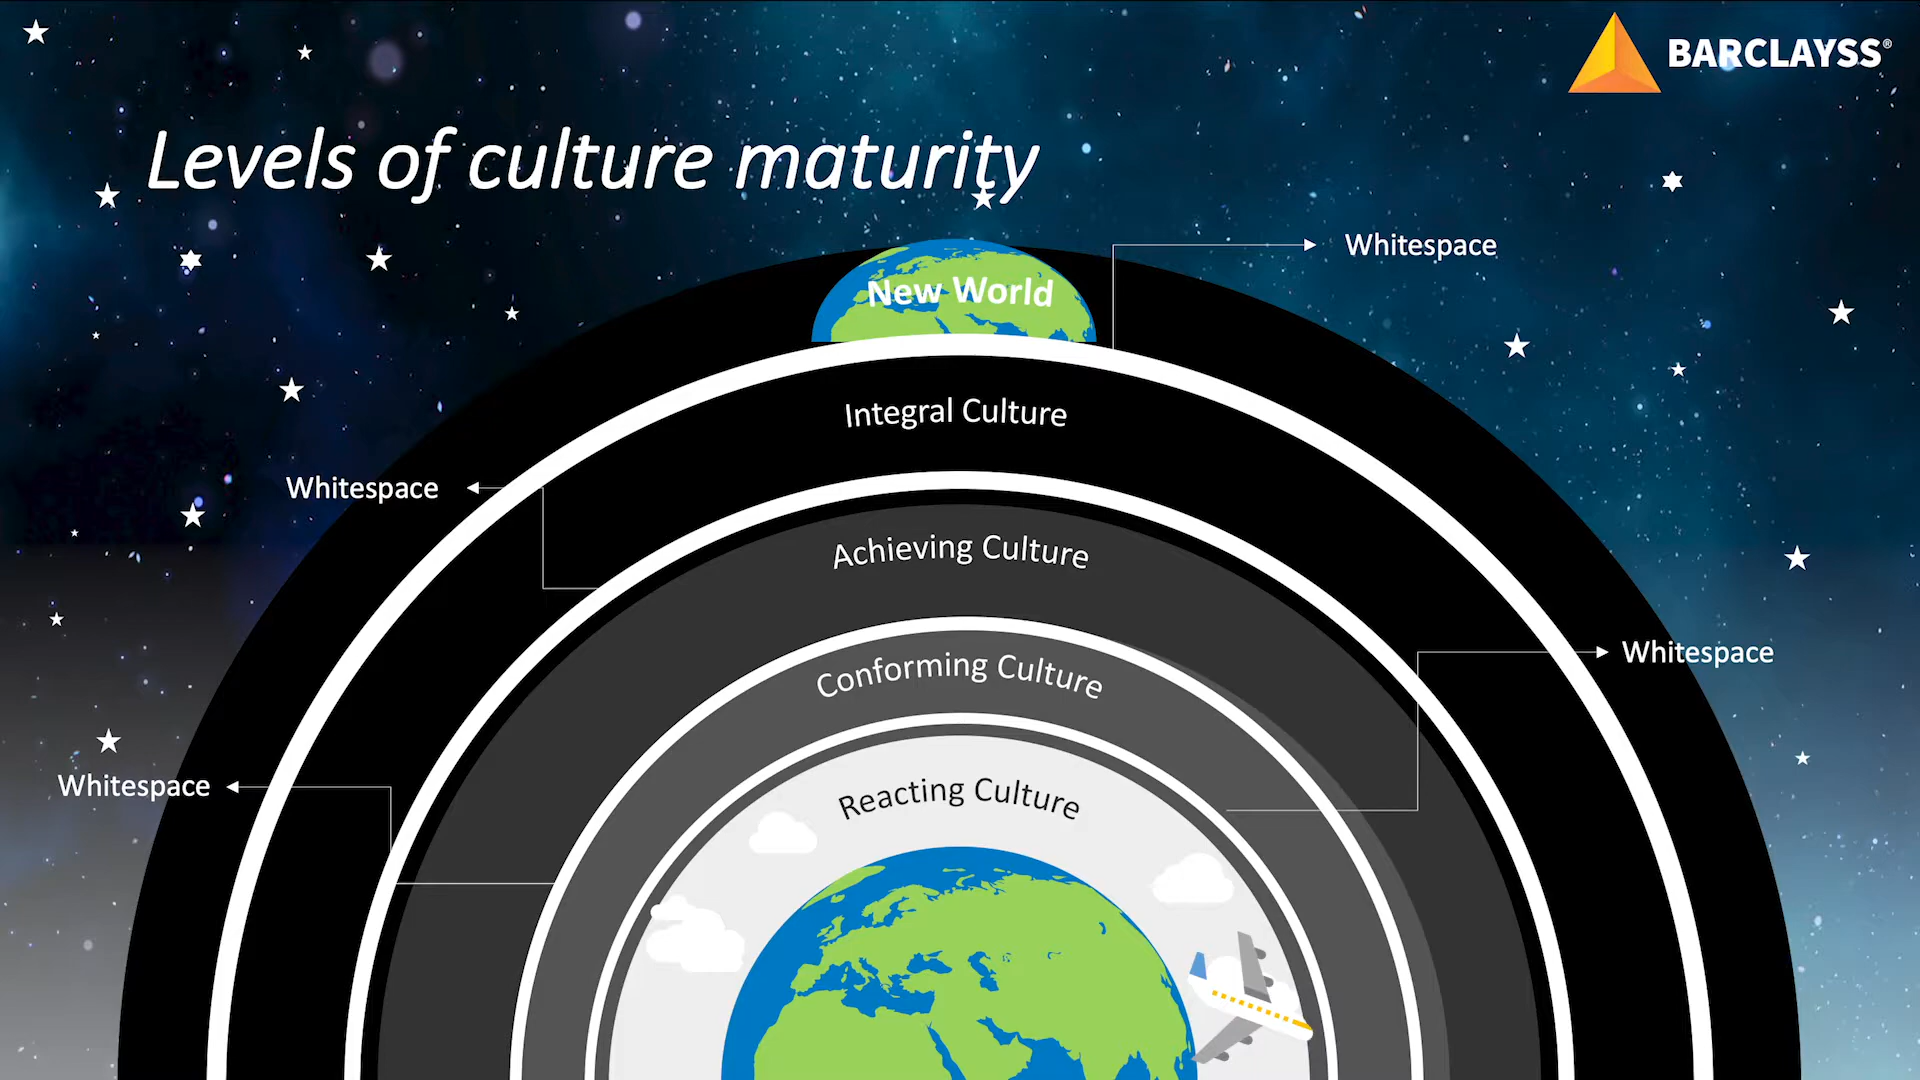 BARCLAYSS®
Levels of culture maturity
Whitespace
New World
Integral Culture
Whitespace
Achieving Culture
Whitespace
Conforming Culture
Whitespace
Reacting Culture